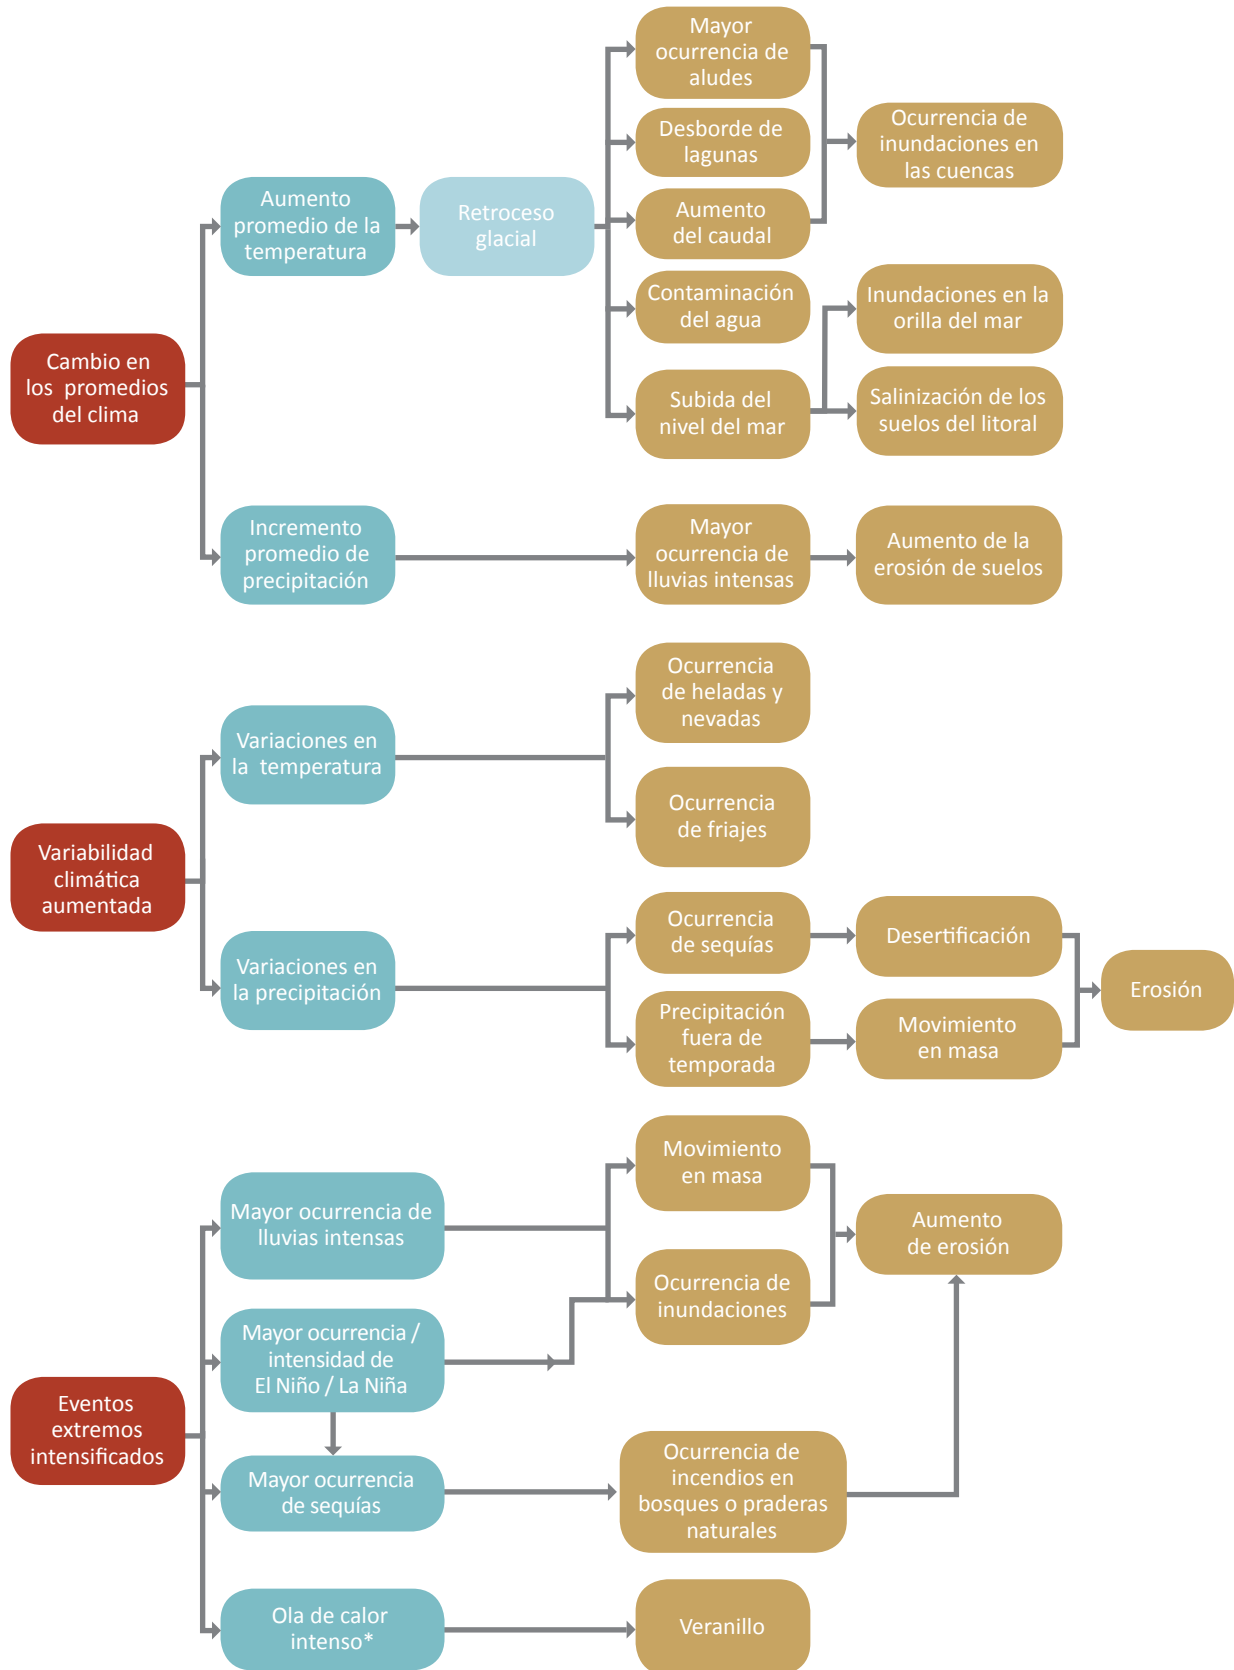 Cambio en
los promedios
del clima
Aumento
promedio de la
temperatura
Retroceso
glacial
Mayor
ocurrencia de
aludes
Desborde de
lagunas
Aumento
del caudal
Contaminación
del agua
Subida del
nivel del mar
Ocurrencia de
inundaciones en
las cuencas
Inundaciones en la
orilla del mar
Salinización de los
suelos del litoral
Incremento
promedio de
precipitación
Mayor
ocurrencia de
lluvias intensas
Aumento de la
erosión de suelos
Variabilidad
climática
aumentada
Variaciones en
la temperatura
Ocurrencia
de heladas y
nevadas
Ocurrencia
de friajes
Variaciones en
la precipitación
Ocurrencia
de sequías
Desertificación
Precipitación
fuera de
temporada
Movimiento
en masa
Erosión
Eventos
extremos
intensificados
Mayor ocurrencia de
lluvias intensas
Movimiento
en masa
Ocurrencia de
inundaciones
Aumento
de erosión
Mayor ocurrencia /
intensidad de
El Niño / La Niña
Mayor ocurrencia
de sequías
Ocurrencia de
incendios en
bosques o praderas
naturales
Ola de calor
intenso*
Veranillo